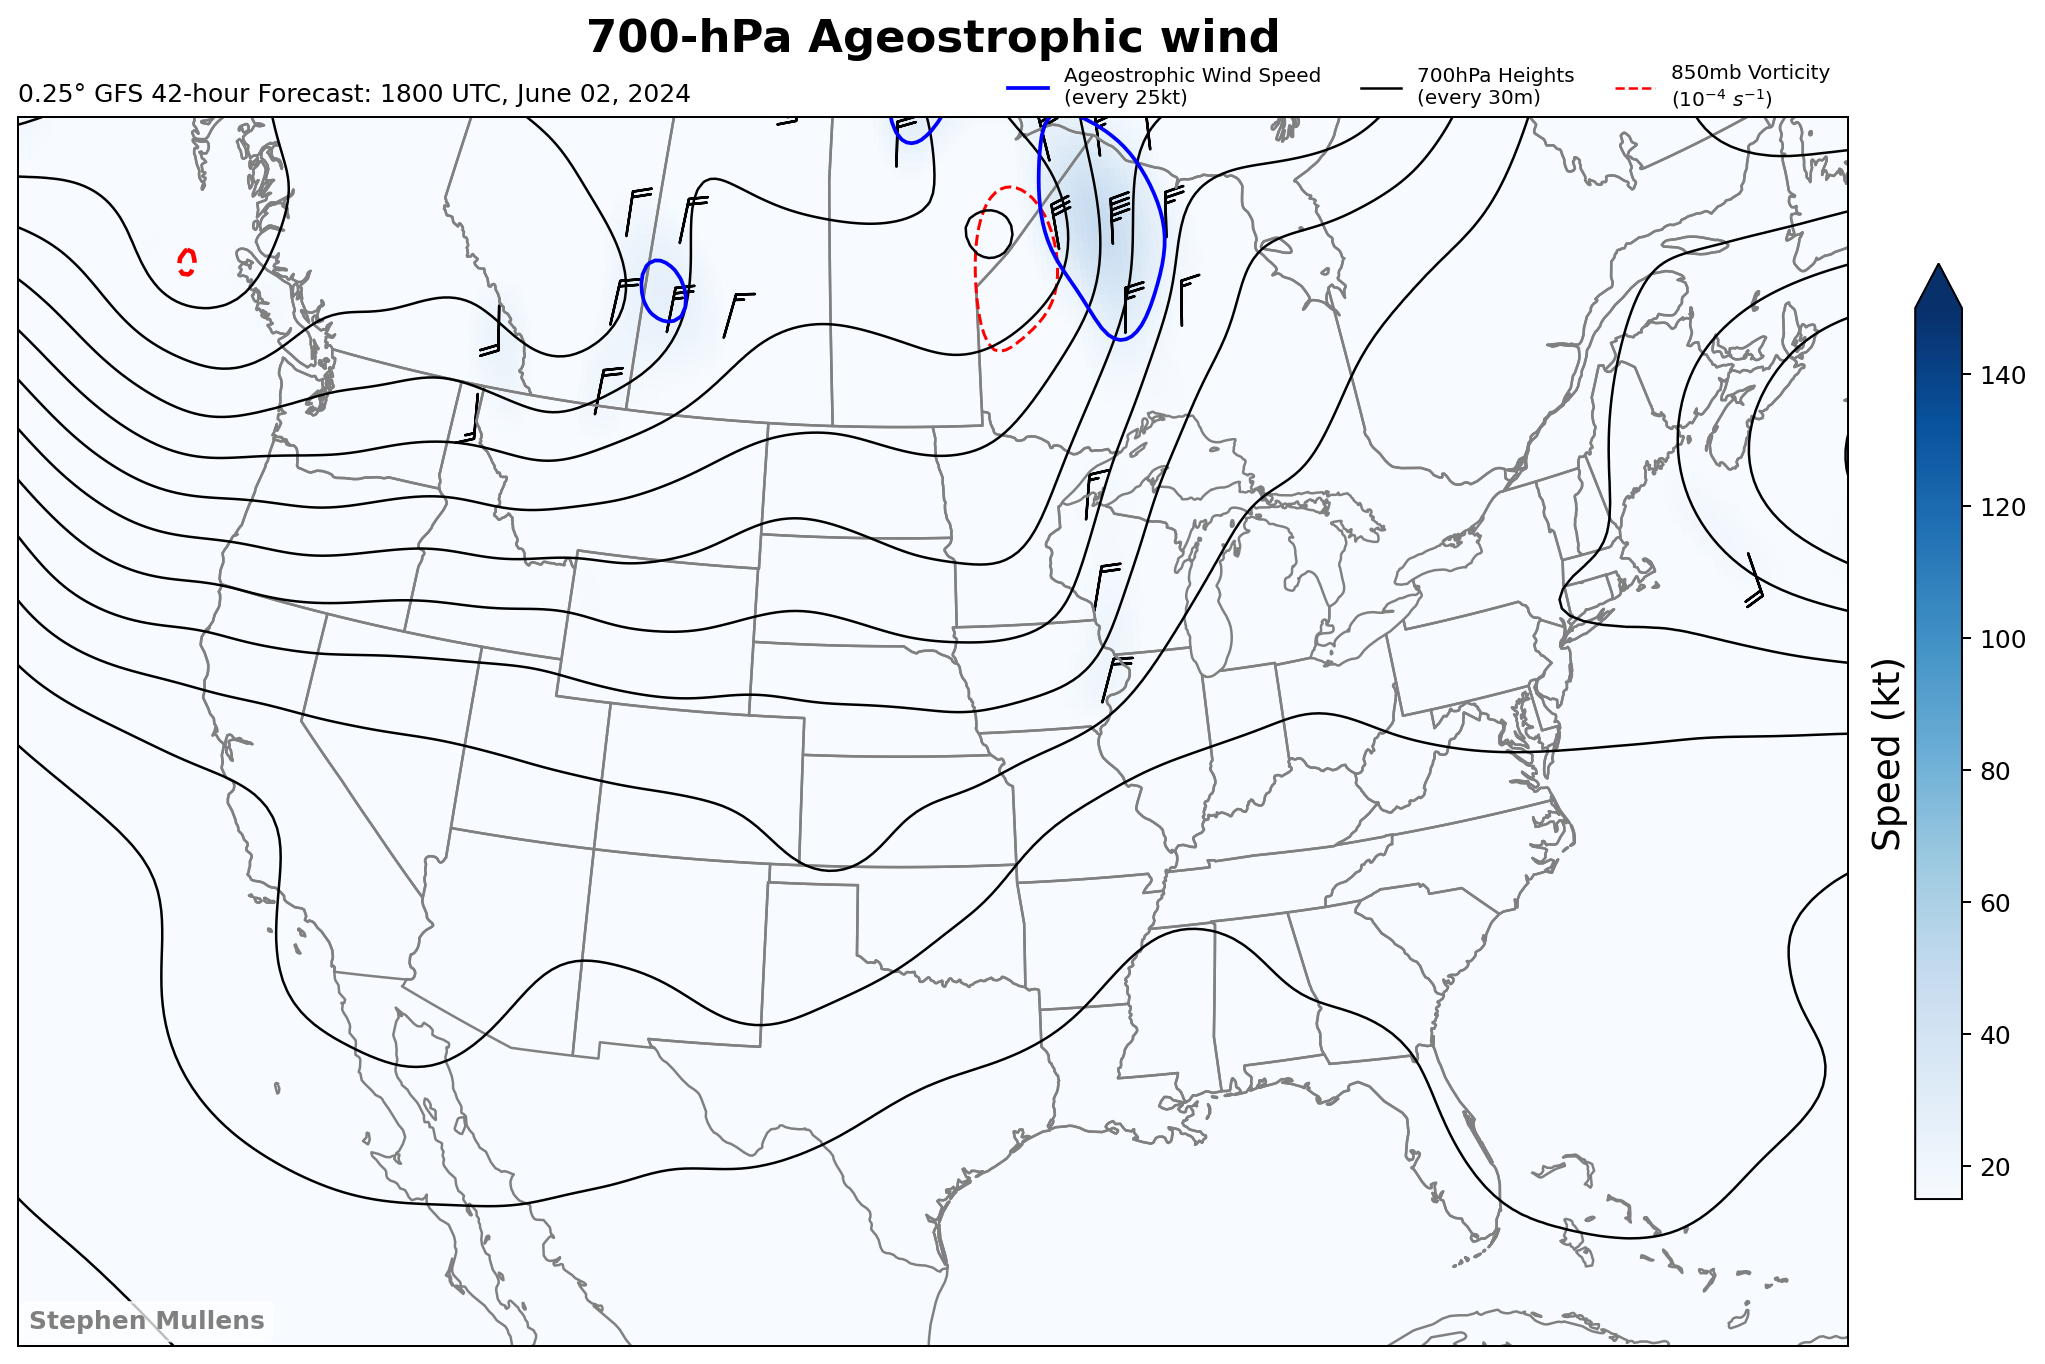 700-hPa Ageostrophic wind
0.25° GFS 42-hour Forecast: 1800 UTC, June 02, 2024
Ageostrophic Wind Speed
(every 25kt)
700hPa Heights
(every 30m)
850mb Vorticity
(10⁻⁴ s⁻¹)
140
120
100
80
60
40
20
Speed (kt)
Stephen Mullens